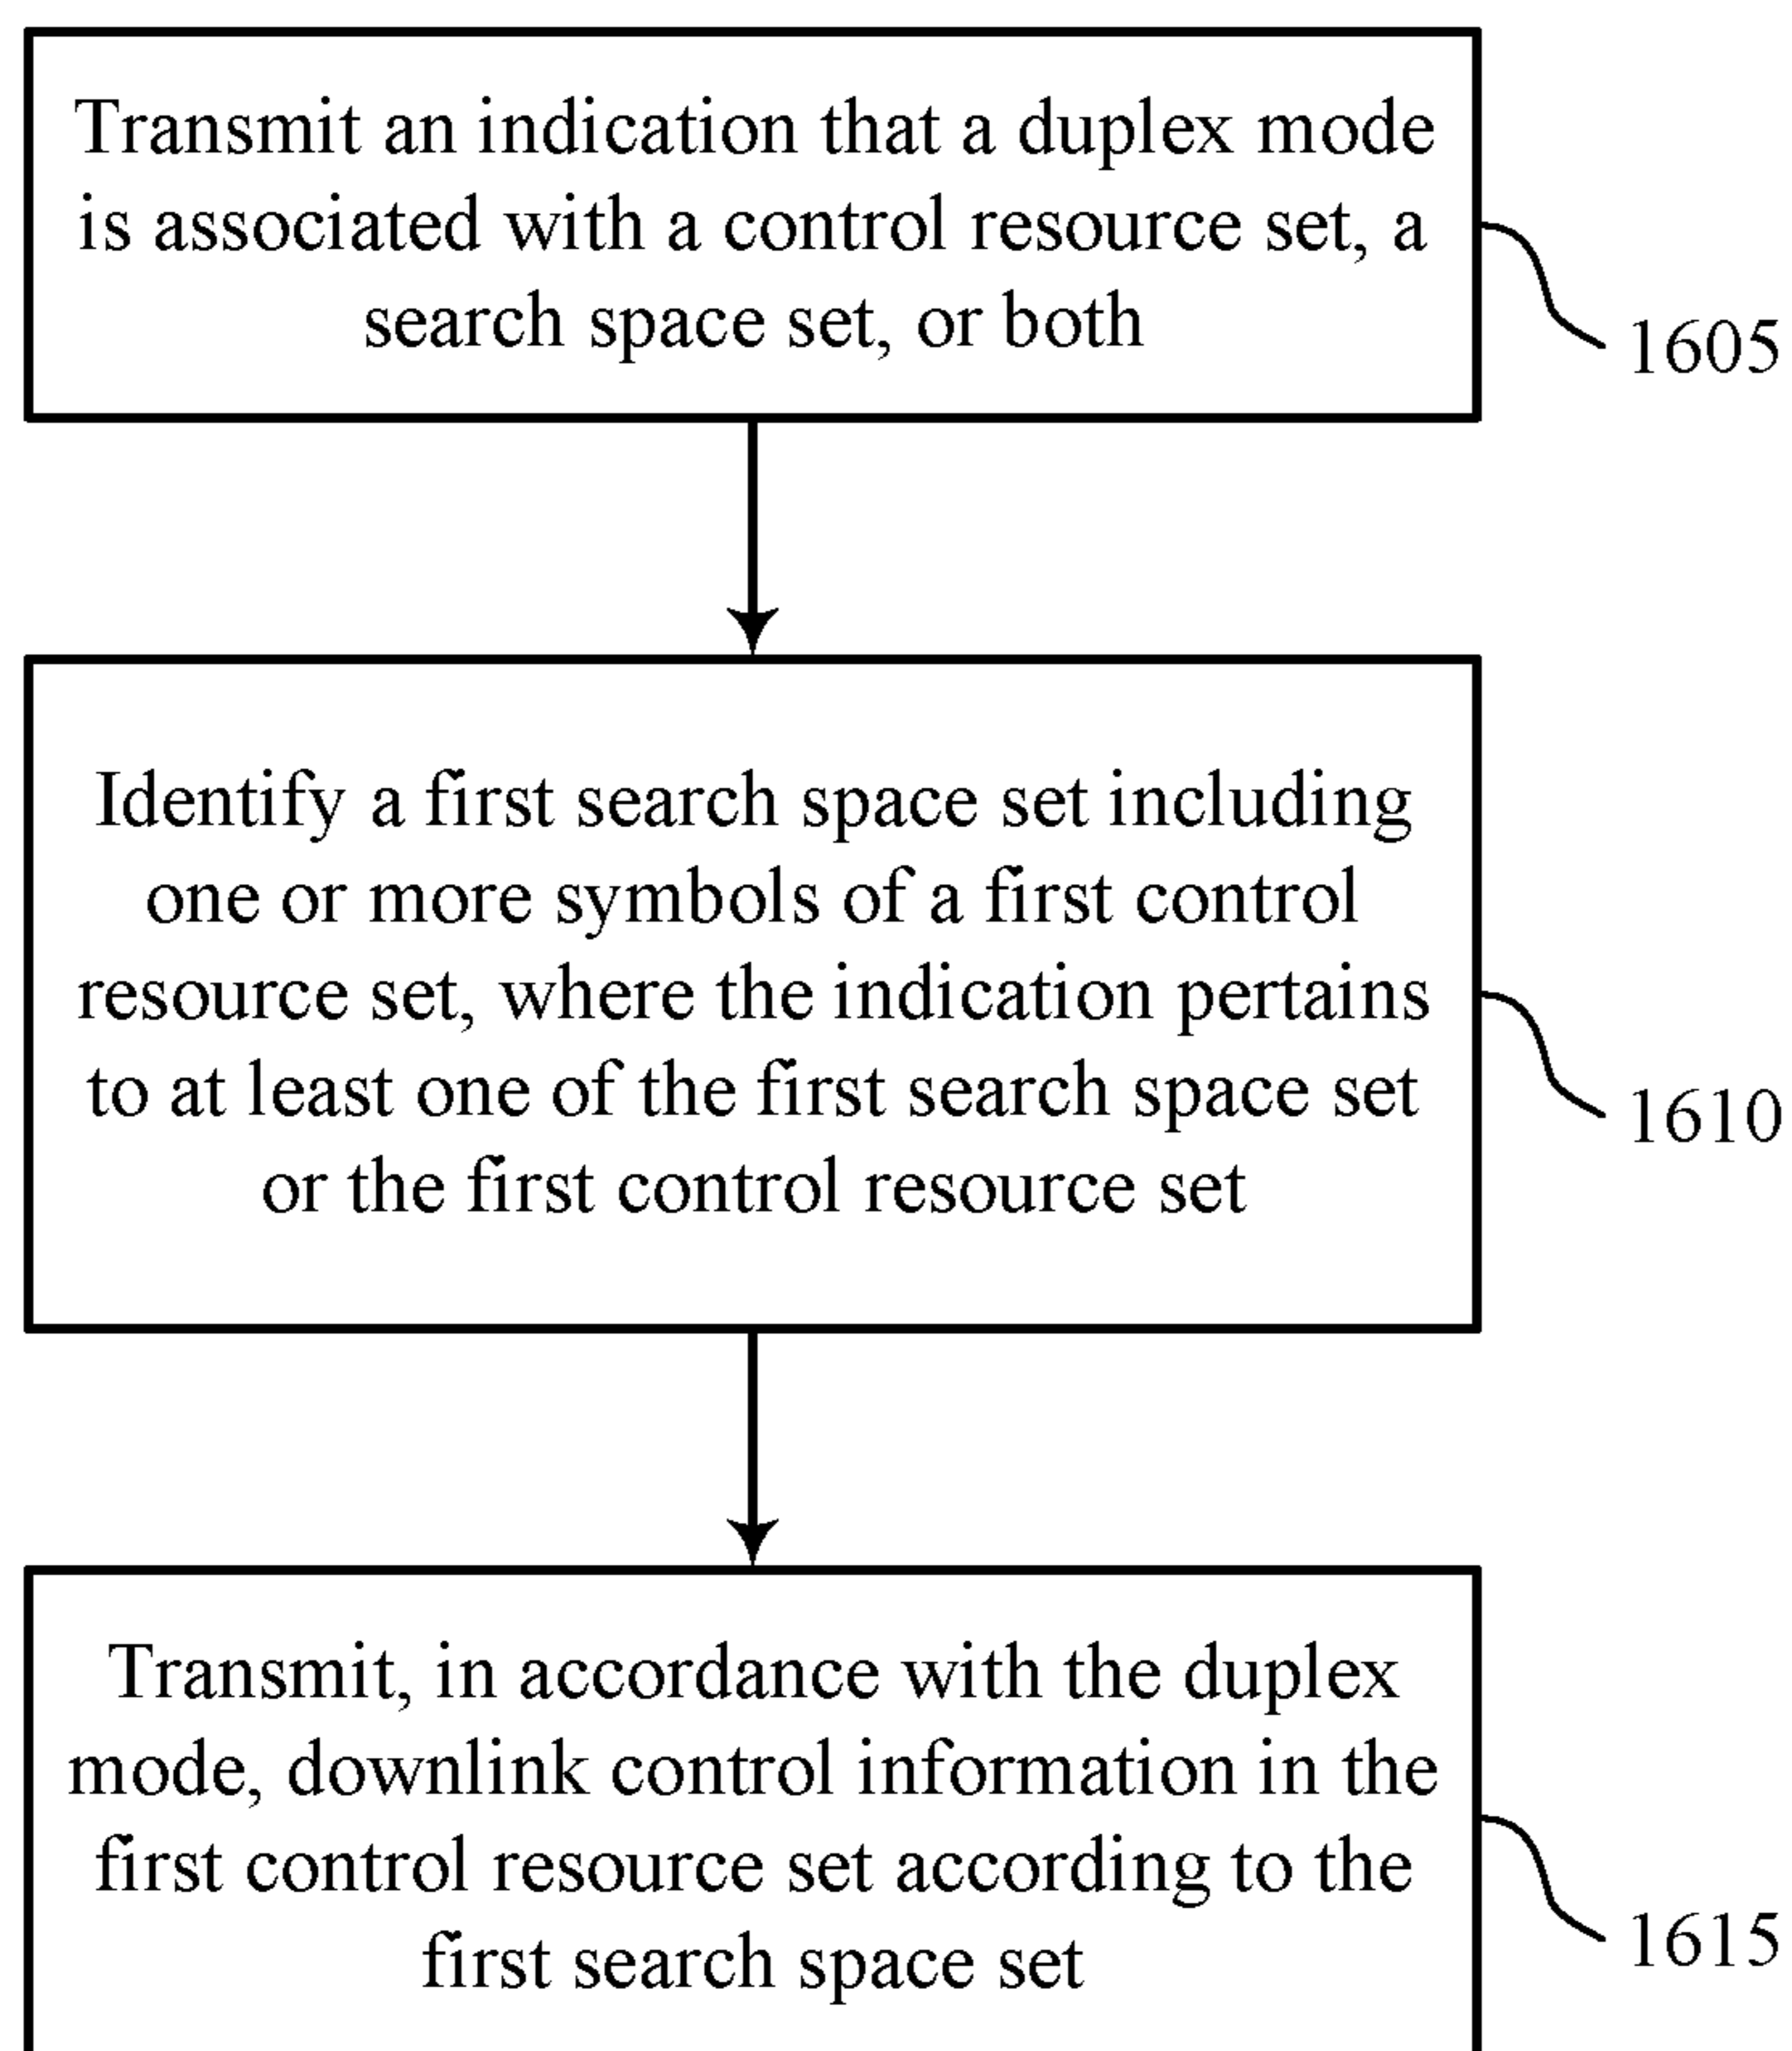 Transmit an indication that a duplex mode
is associated with a control resource set, a
search space set, or both
1605
Identify a first search space set including
one or more symbols of a first control
resource set, where the indication pertains
to at least one of the first search space set
or the first control resource set
1610
Transmit, in accordance with the duplex
mode, downlink control information in the
first control resource set according to the
first search space set
1615